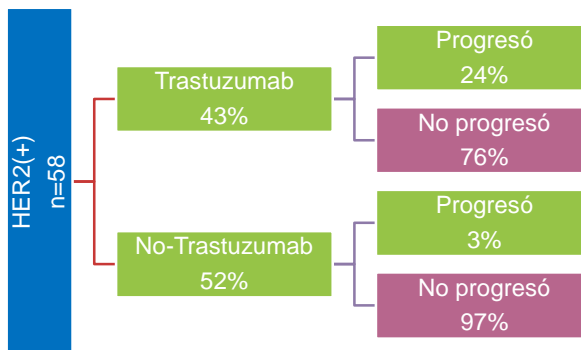 HER2(+)
n=58
Trastuzumab
43%
Progresó
24%
No progresó
76%
No-Trastuzumab
52%
Progresó
3%
No progresó
97%